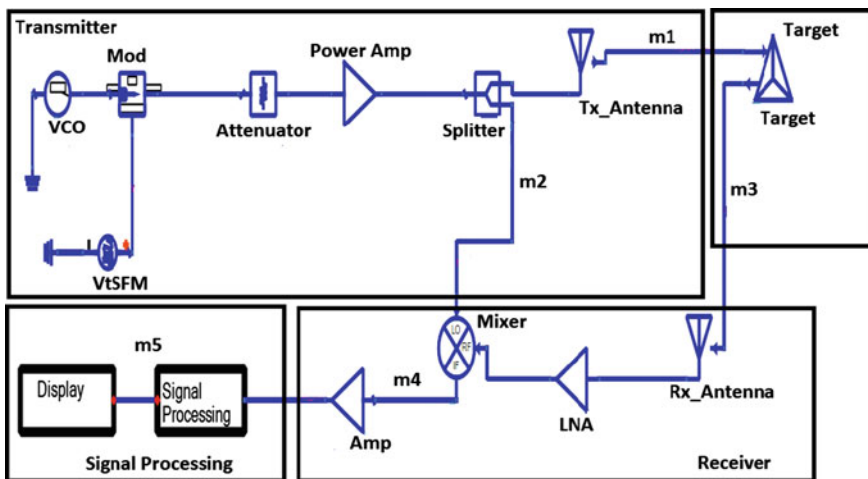 Transmitter
Mod
Power Amp
m1
Target
VCO
Attenuator
Splitter
Tx_Antenna
Target
m2
m3
VtSFM
Mixer
LO
RF
IF
m5
m4
Display
Signal
Processing
Amp
LNA
Rx_Antenna
Signal Processing
Receiver